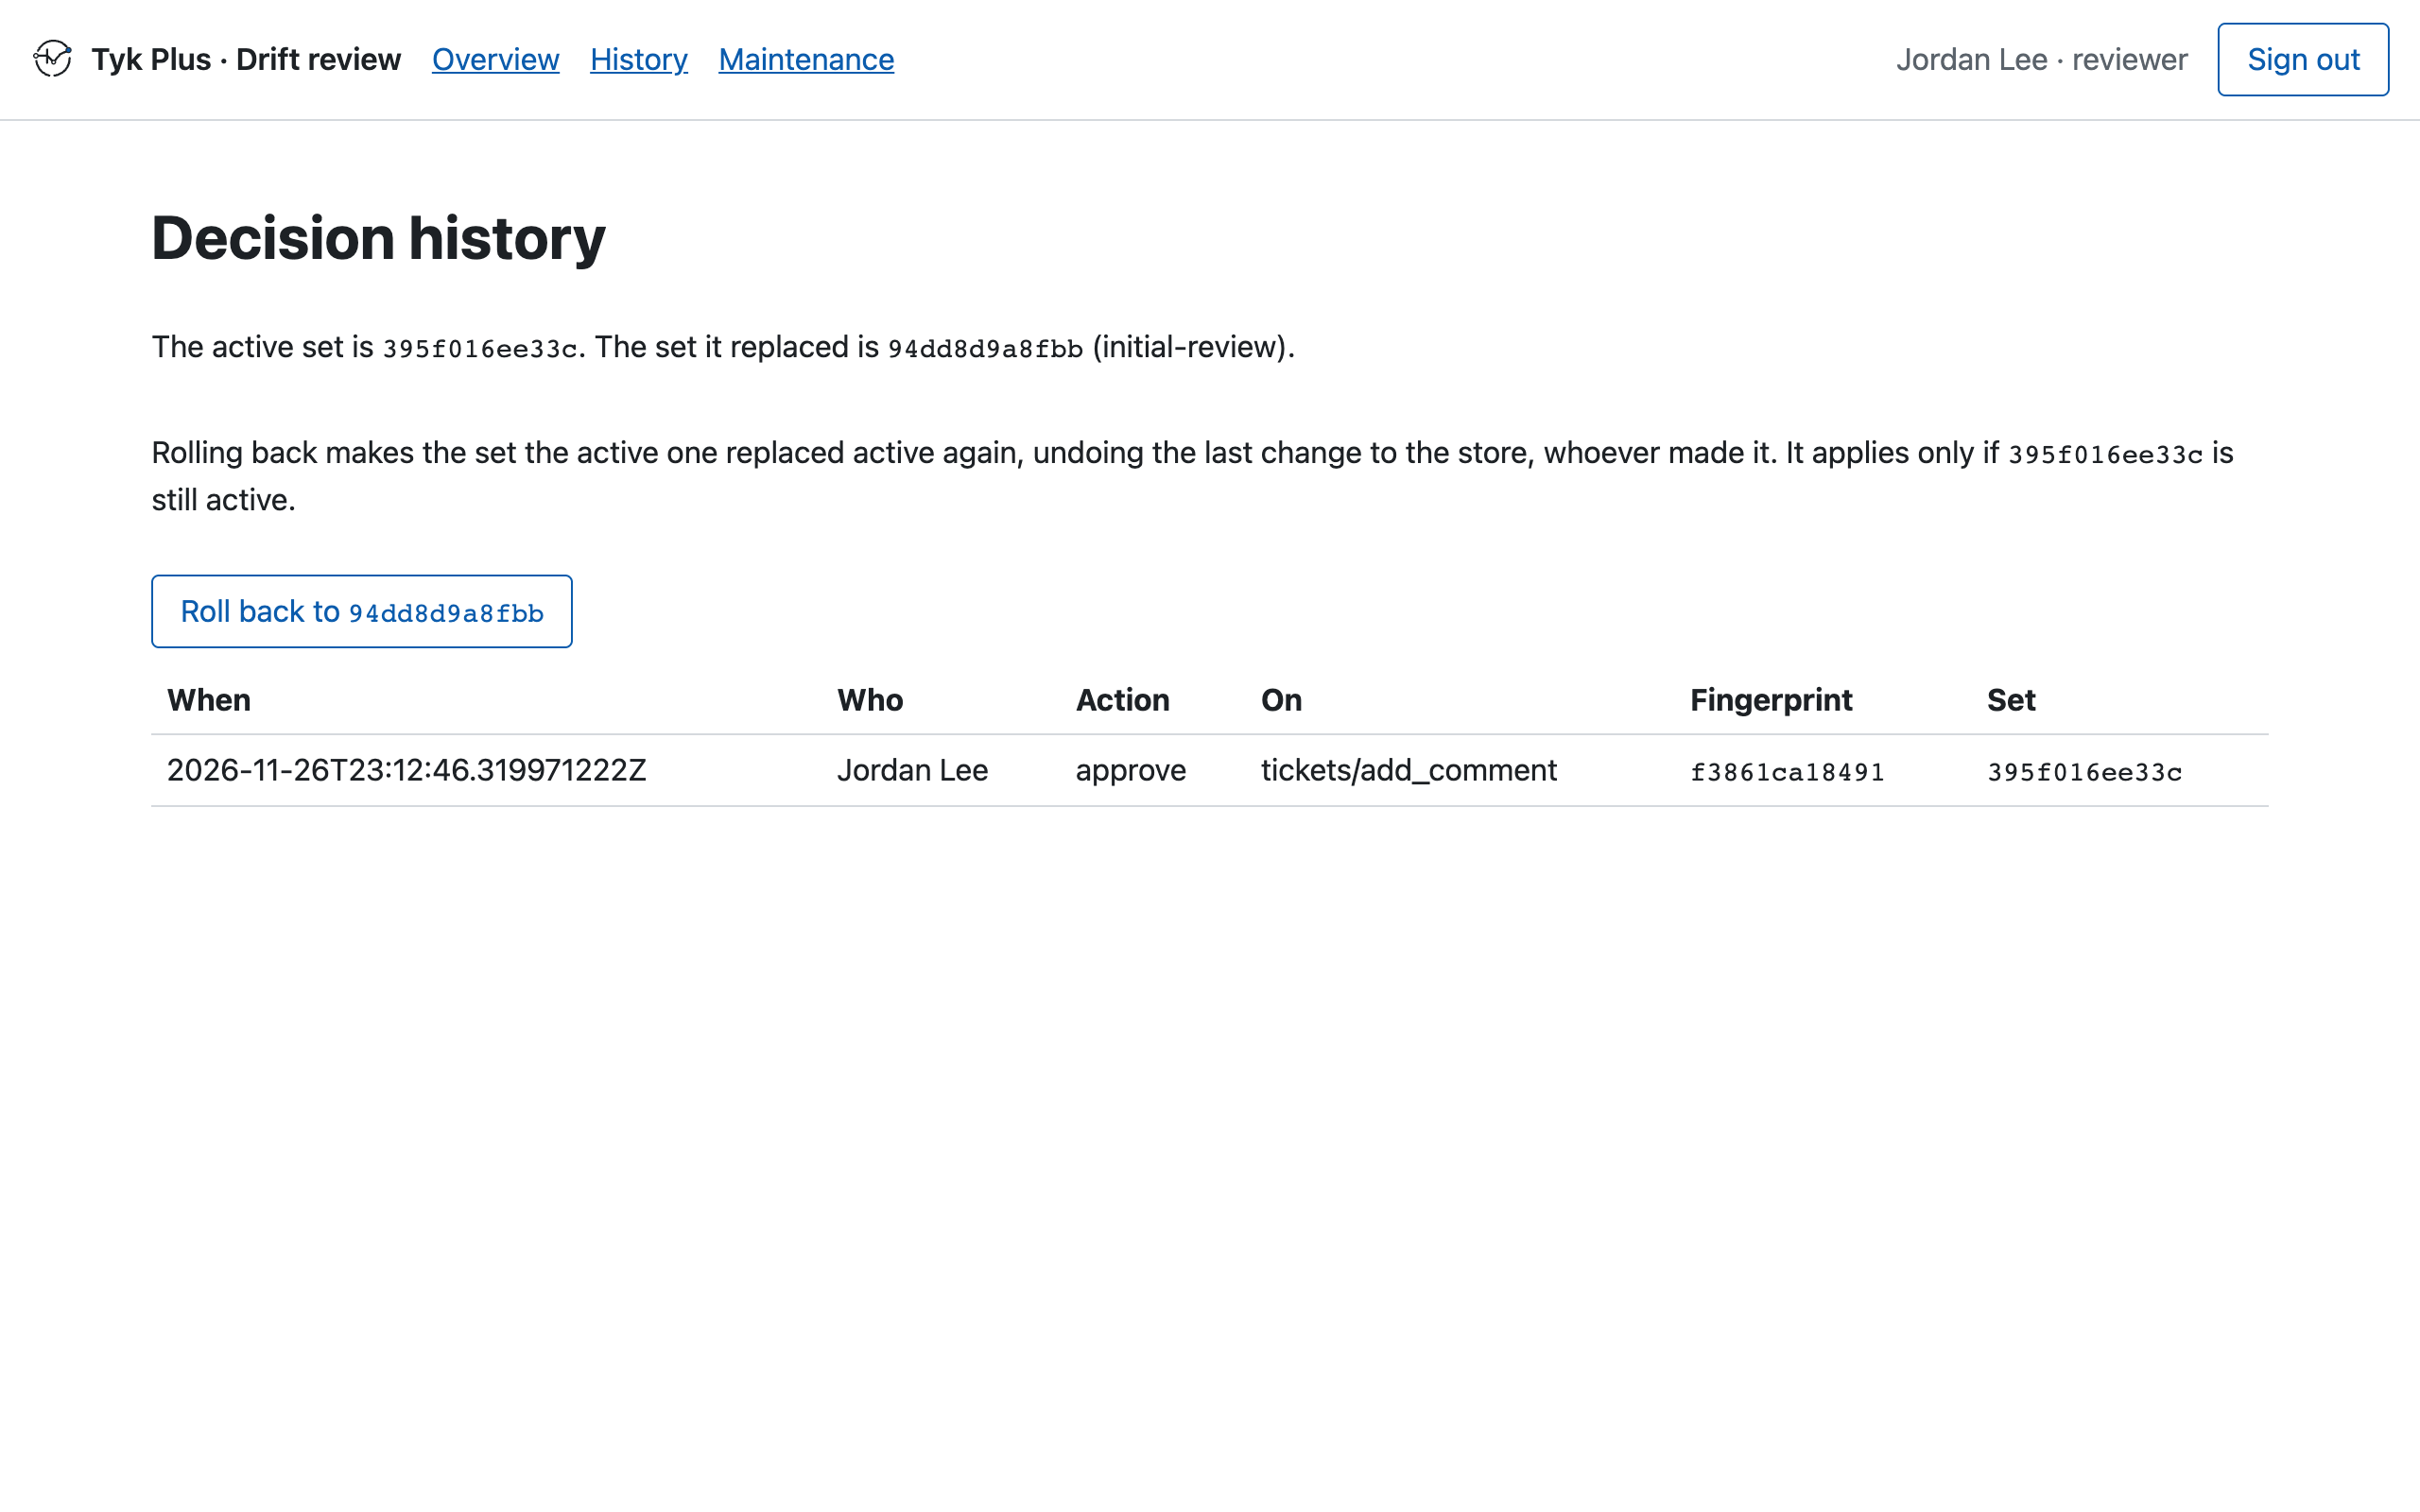 Tyk Plus · Drift review Overview History Maintenance Jordan Lee · reviewer Sign out
Decision history
The active set is 395f016ee33c. The set it replaced is 94dd8d9a8fbb (initial-review).
Rolling back makes the set the active one replaced active again, undoing the last change to the store, whoever made it. It applies only if 395f016ee33c is
still active.
Roll back to 94dd8d9a8fbb
When Who Action On Fingerprint Set
2026-11-26T23:12:46.319971222Z Jordan Lee approve tickets/add_comment f3861ca18491 395f016ee33c